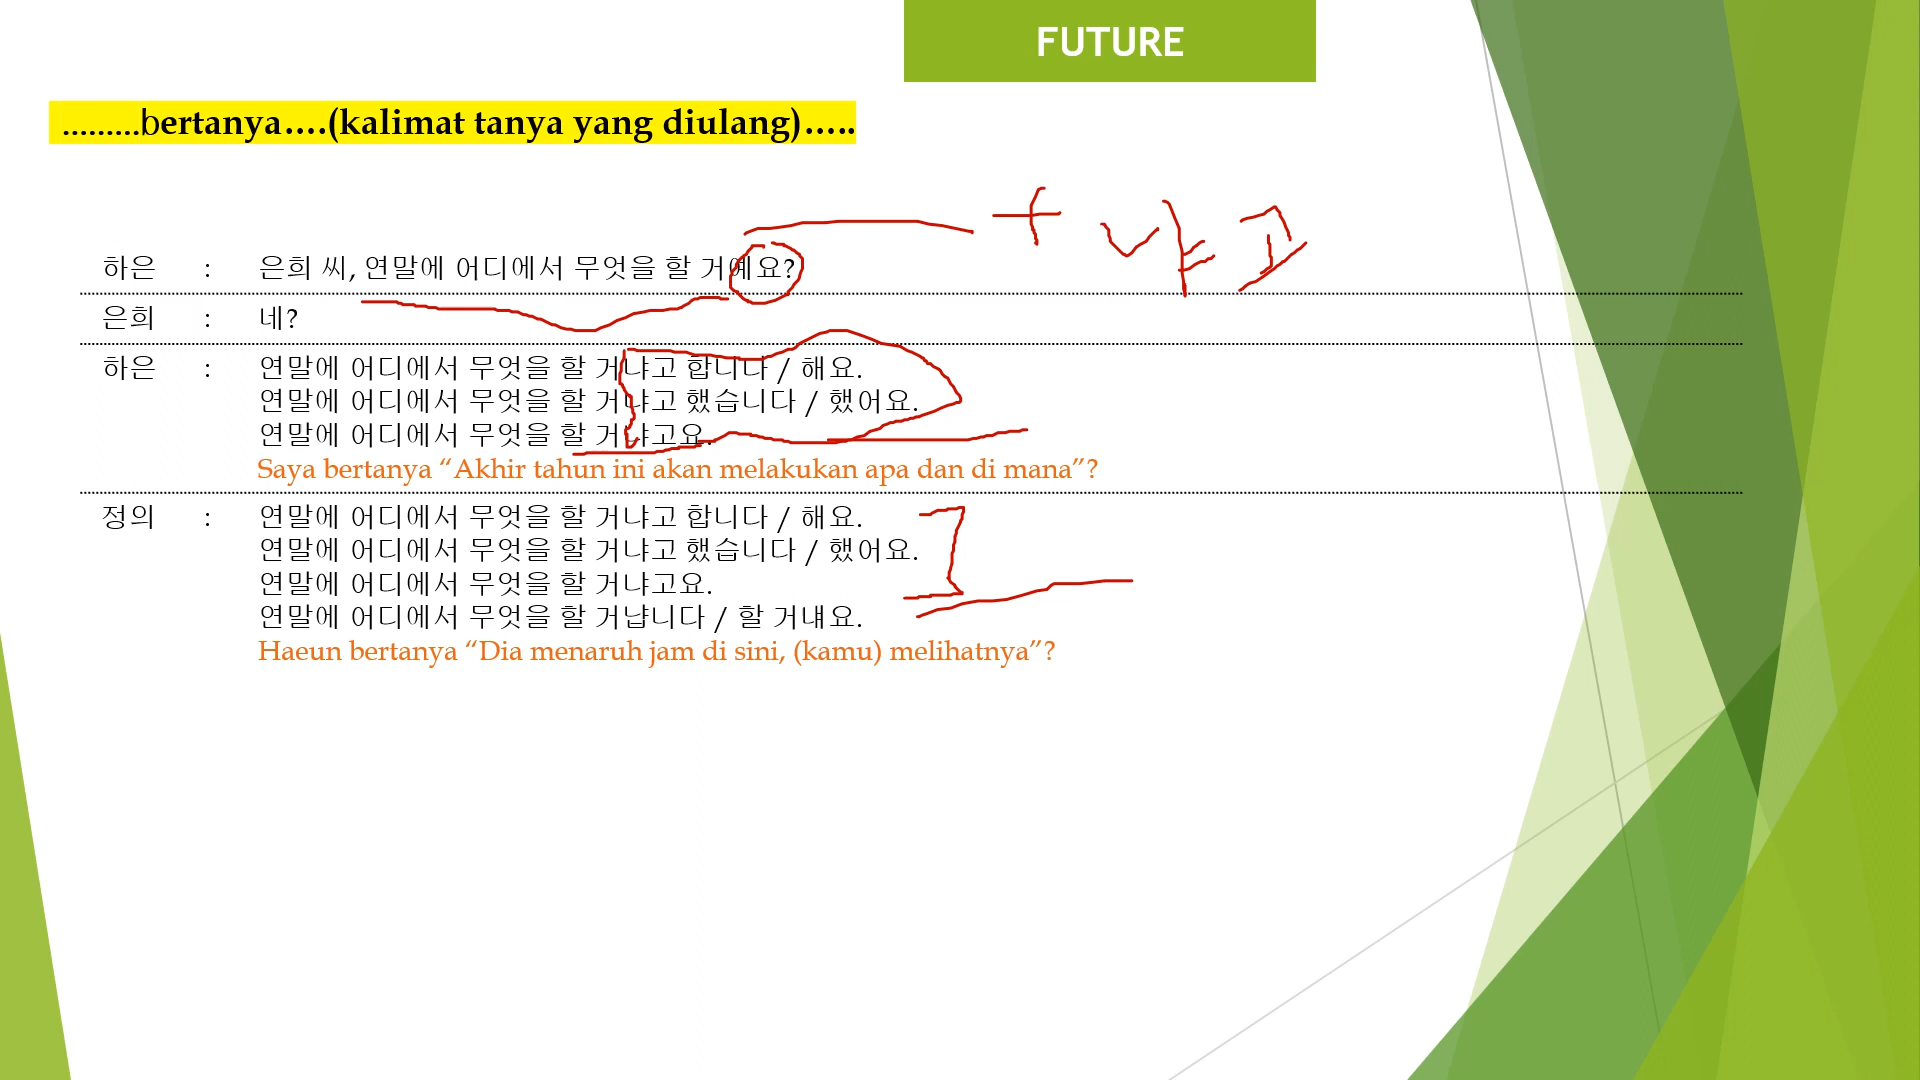 FUTURE
.........bertanya….(kalimat tanya yang diulang)…..
+ 냐고
하은 : 은희 씨, 연말에 어디에서 무엇을 할 거예요?
은희 : 네?
하은 : 연말에 어디에서 무엇을 할 거냐고 합니다 / 해요.
연말에 어디에서 무엇을 할 거냐고 했습니다 / 했어요.
연말에 어디에서 무엇을 할 거냐고요.
Saya bertanya “Akhir tahun ini akan melakukan apa dan di mana”?
정의 : 연말에 어디에서 무엇을 할 거냐고 합니다 / 해요.
연말에 어디에서 무엇을 할 거냐고 했습니다 / 했어요.
연말에 어디에서 무엇을 할 거냐고요.
연말에 어디에서 무엇을 할 거냡니다 / 할 거냬요.
Haeun bertanya “Dia menaruh jam di sini, (kamu) melihatnya”?